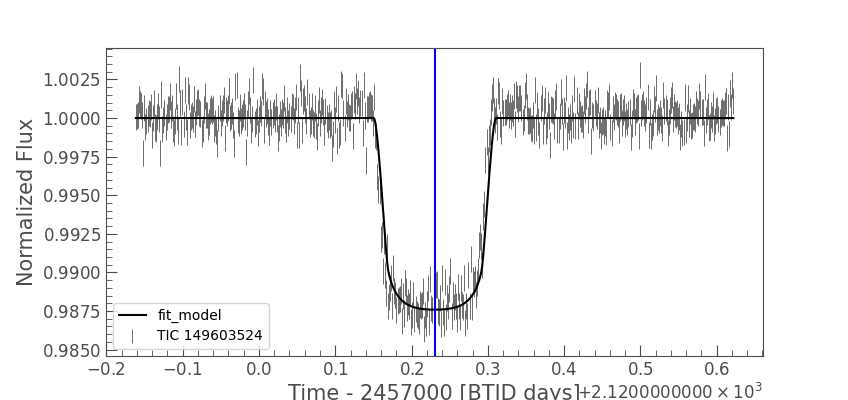 Normalized Flux
1.0025
1.0000
0.9975
0.9950
0.9925
0.9900
0.9875
0.9850
fit_model
TIC 149603524
−0.2 −0.1 0.0 0.1 0.2 0.3 0.4 0.5 0.6
Time - 2457000 [BTJD days] +2.1200000000 × 10³